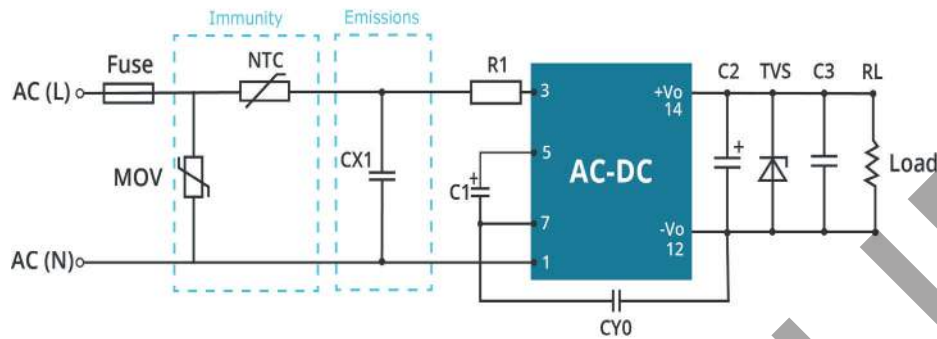 Immunity
Emissions
Fuse
NTC
R1
C2
TVS
C3
RL
AC (L)
3
+Vo
14
MOV
CX1
C1
+
5
AC-DC
+
Load
7
-Vo
12
AC (N)
1
CY0